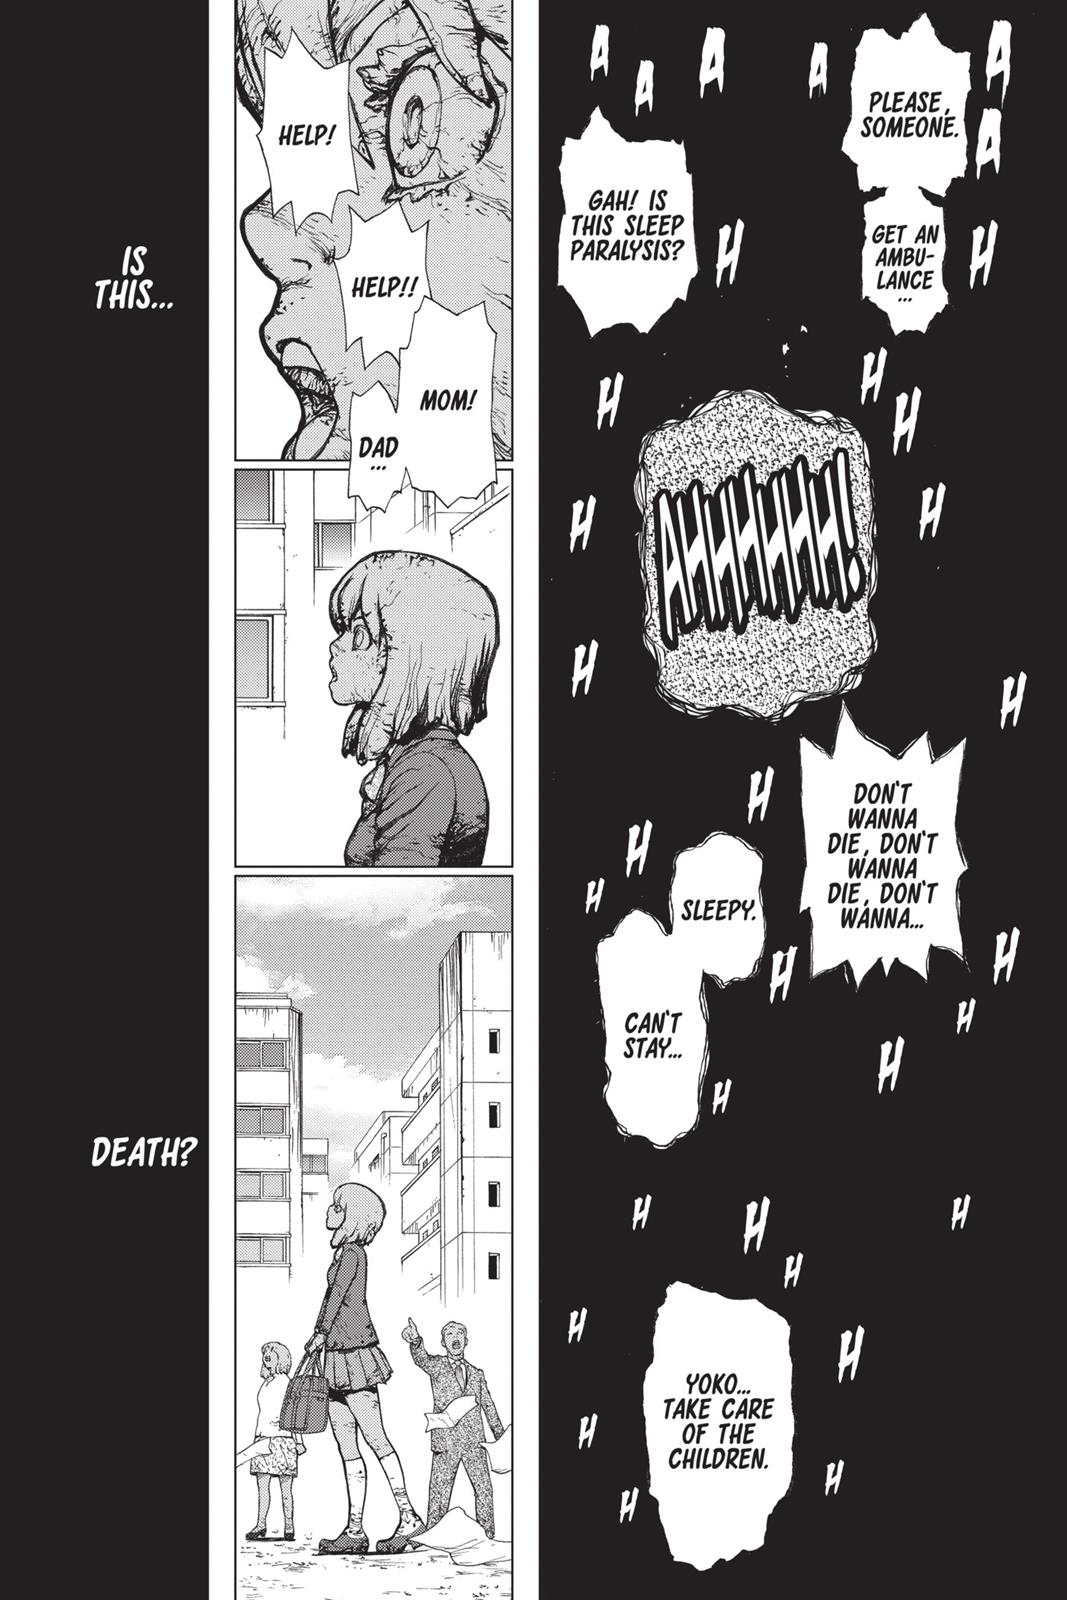 PLEASE,
SOMEONE.
GET AN
AMBU-
LANCE
...
GAH! IS
THIS SLEEP
PARALYSIS?
A A A A A
A
H H
H H H
AHHHHHHH!
H H
H H
DON'T
WANNA
DIE, DON'T
WANNA
DIE, DON'T
WANNA...
H
H
H
SLEEPY.
CAN'T
STAY...
H H
H
H
H
H H H
H
H H
YOKO...
TAKE CARE
OF THE
CHILDREN.
H
H H
HELP!
HELP!!
MOM!
DAD
...
IS
THIS...
DEATH?